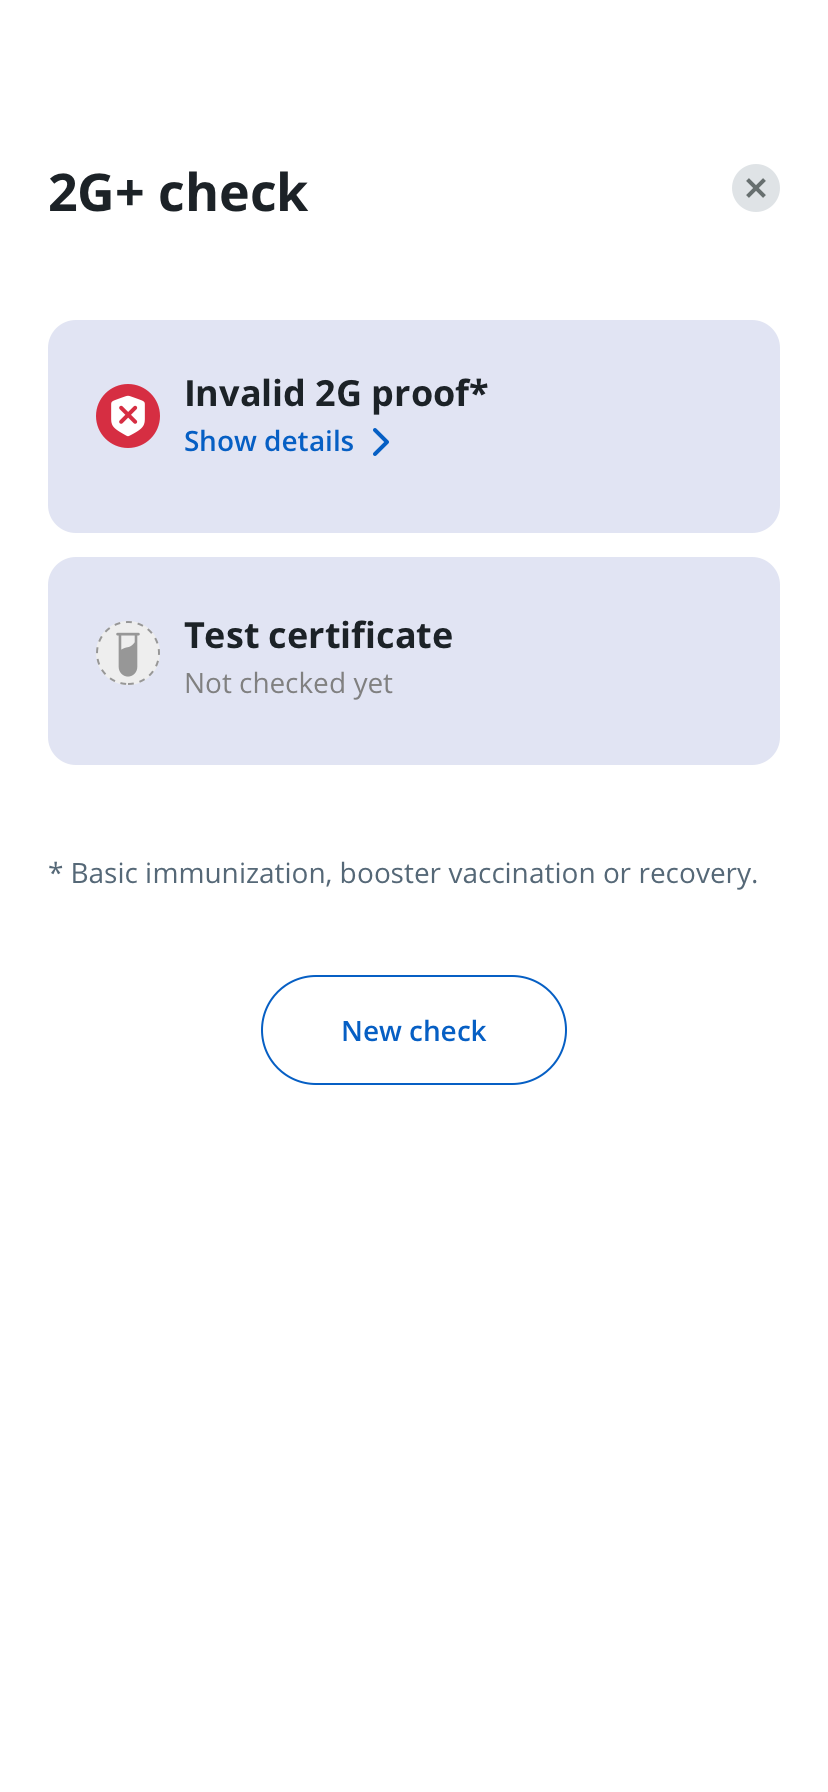 2G+ check
Invalid 2G proof*
Show details
Test certificate
Not checked yet
* Basic immunization, booster vaccination or recovery.
New check